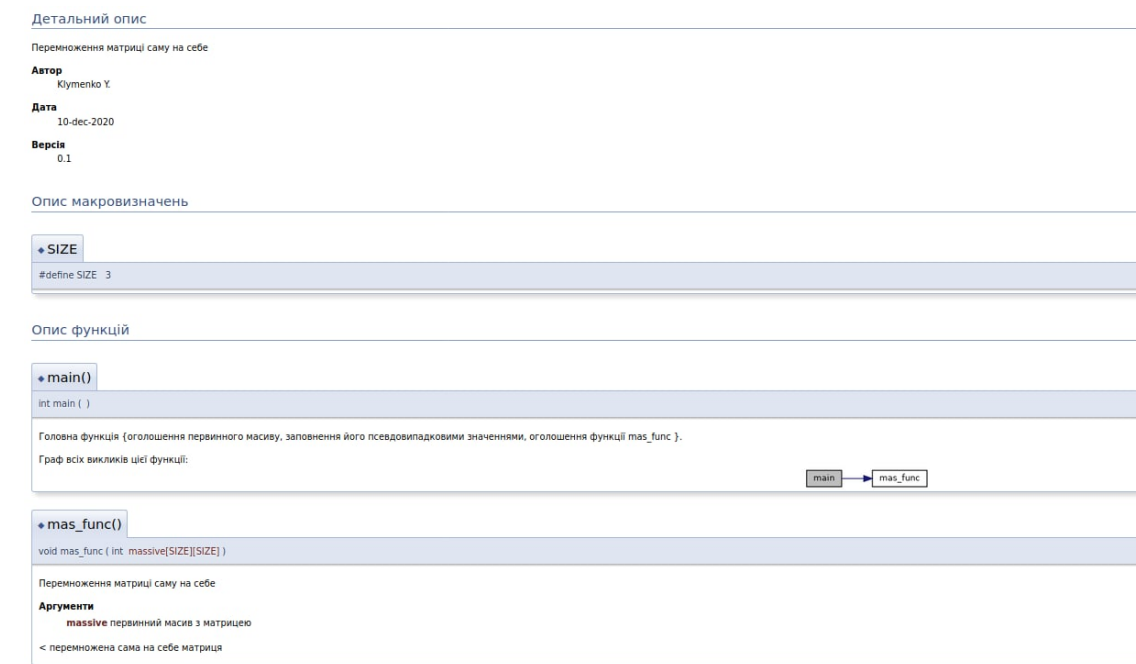 Детальний опис
Перемноження матриці саму на себе
Автор
Klymenko Y.
Дата
10-dec-2020
Версія
0.1
Опис макровизначень
SIZE
#define SIZE 3
Опис функцій
main()
int main ( )
Головна функція {оголошення первинного масиву, заповнення його псевдовипадковими значеннями, оголошення функції mas_func }.
Граф всіх викликів цієї функції:
main mas_func
mas_func()
void mas_func ( int massive[SIZE][SIZE] )
Перемноження матриці саму на себе
Аргументи
massive первинний масив з матрицею
< перемножена сама на себе матриця